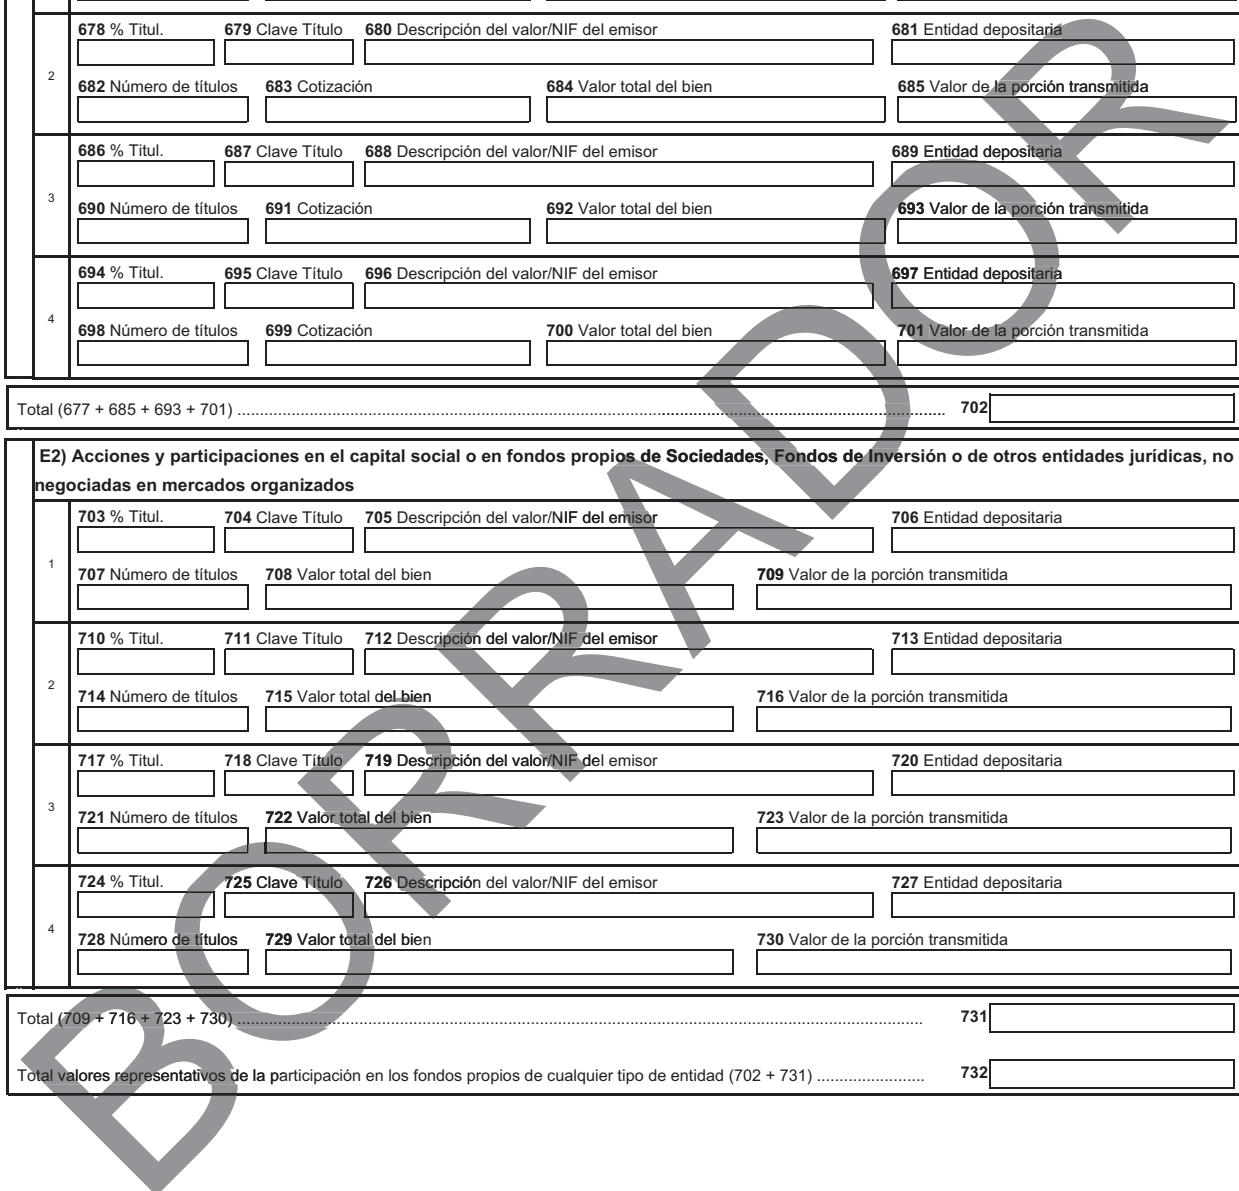 678 % Titul. 679 Clave Título 680 Descripción del valor/NIF del emisor 681 Entidad depositaria
2
682 Número de títulos 683 Cotización 684 Valor total del bien 685 Valor de la porción transmitida
686 % Titul. 687 Clave Título 688 Descripción del valor/NIF del emisor 689 Entidad depositaria
3
690 Número de títulos 691 Cotización 692 Valor total del bien 693 Valor de la porción transmitida
694 % Titul. 695 Clave Título 696 Descripción del valor/NIF del emisor 697 Entidad depositaria
4
698 Número de títulos 699 Cotización 700 Valor total del bien 701 Valor de la porción transmitida
Total (677 + 685 + 693 + 701) ........ 702
E2) Acciones y participaciones en el capital social o en fondos propios de Sociedades, Fondos de Inversión o de otros entidades jurídicas, no
negociadas en mercados organizados
703 % Titul. 704 Clave Título 705 Descripción del valor/NIF del emisor 706 Entidad depositaria
1
707 Número de títulos 708 Valor total del bien 709 Valor de la porción transmitida
710 % Titul. 711 Clave Título 712 Descripción del valor/NIF del emisor 713 Entidad depositaria
2
714 Número de títulos 715 Valor total del bien 716 Valor de la porción transmitida
717 % Titul. 718 Clave Título 719 Descripción del valor/NIF del emisor 720 Entidad depositaria
3
721 Número de títulos 722 Valor total del bien 723 Valor de la porción transmitida
724 % Titul. 725 Clave Título 726 Descripción del valor/NIF del emisor 727 Entidad depositaria
4
728 Número de títulos 729 Valor total del bien 730 Valor de la porción transmitida
Total (709 + 716 + 723 + 730) ........ 731
Total valores representativos de la participación en los fondos propios de cualquier tipo de entidad (702 + 731) ........ 732
BORRADOR